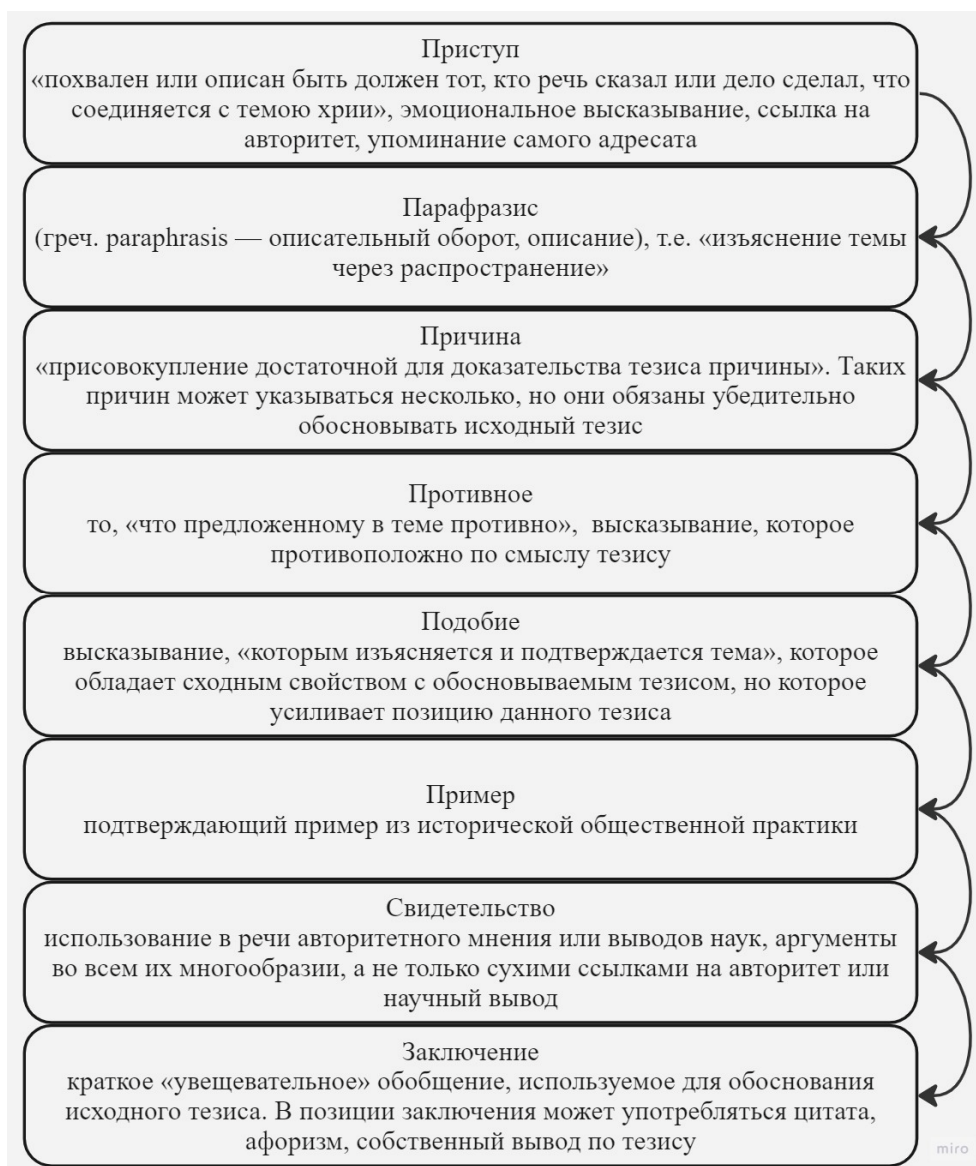 Приступ
«похвален или описан быть должен тот, кто речь сказал или дело сделал, что
соединяется с темою хрии», эмоциональное высказывание, ссылка на
авторитет, упоминание самого адресата
Парафразис
(греч. paraphrasis — описательный оборот, описание), т.е. «изъяснение темы
через распространение»
Причина
«присовокупление достаточной для доказательства тезиса причины». Таких
причин может указываться несколько, но они обязаны убедительно
обосновывать исходный тезис
Противное
то, «что предложенному в теме противно», высказывание, которое
противоположно по смыслу тезису
Подобие
высказывание, «которым изъясняется и подтверждается тема», которое
обладает сходным свойством с обосновываемым тезисом, но которое
усиливает позицию данного тезиса
Пример
подтверждающий пример из исторической общественной практики
Свидетельство
использование в речи авторитетного мнения или выводов наук, аргументы
во всем их многообразии, а не только сухими ссылками на авторитет или
научный вывод
Заключение
краткое «увещевательное» обобщение, используемое для обоснования
исходного тезиса. В позиции заключения может употребляться цитата,
афоризм, собственный вывод по тезису
miro